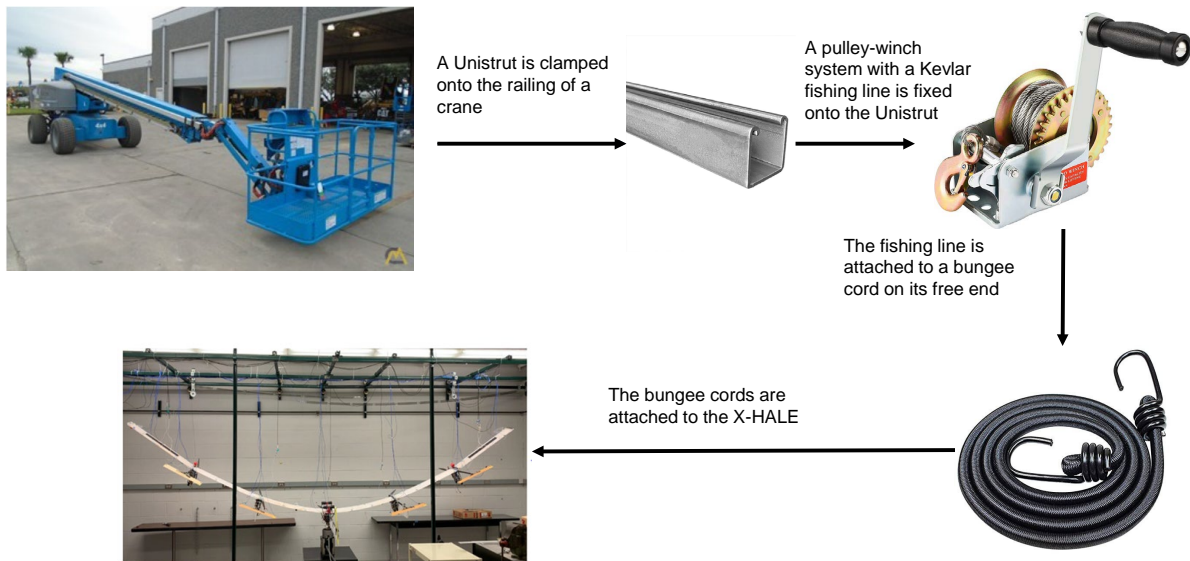 A Unistrut is clamped
onto the railing of a
crane
A pulley-winch
system with a Kevlar
fishing line is fixed
onto the Unistrut
The fishing line is
attached to a bungee
cord on its free end
The bungee cords are
attached to the X-HALE
4x4
CAT